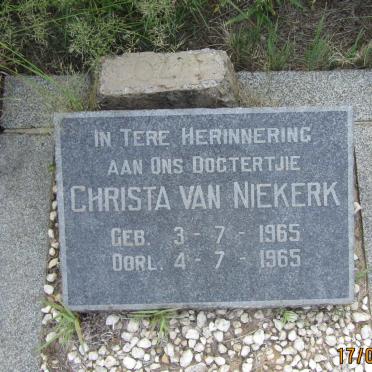 IN TERE HERINNERING
AAN ONS DOGTERTJIE
CHRISTA VAN NIEKERK
GEB. 3 - 7 - 1965
OORL. 4 - 7 - 1965
17/0